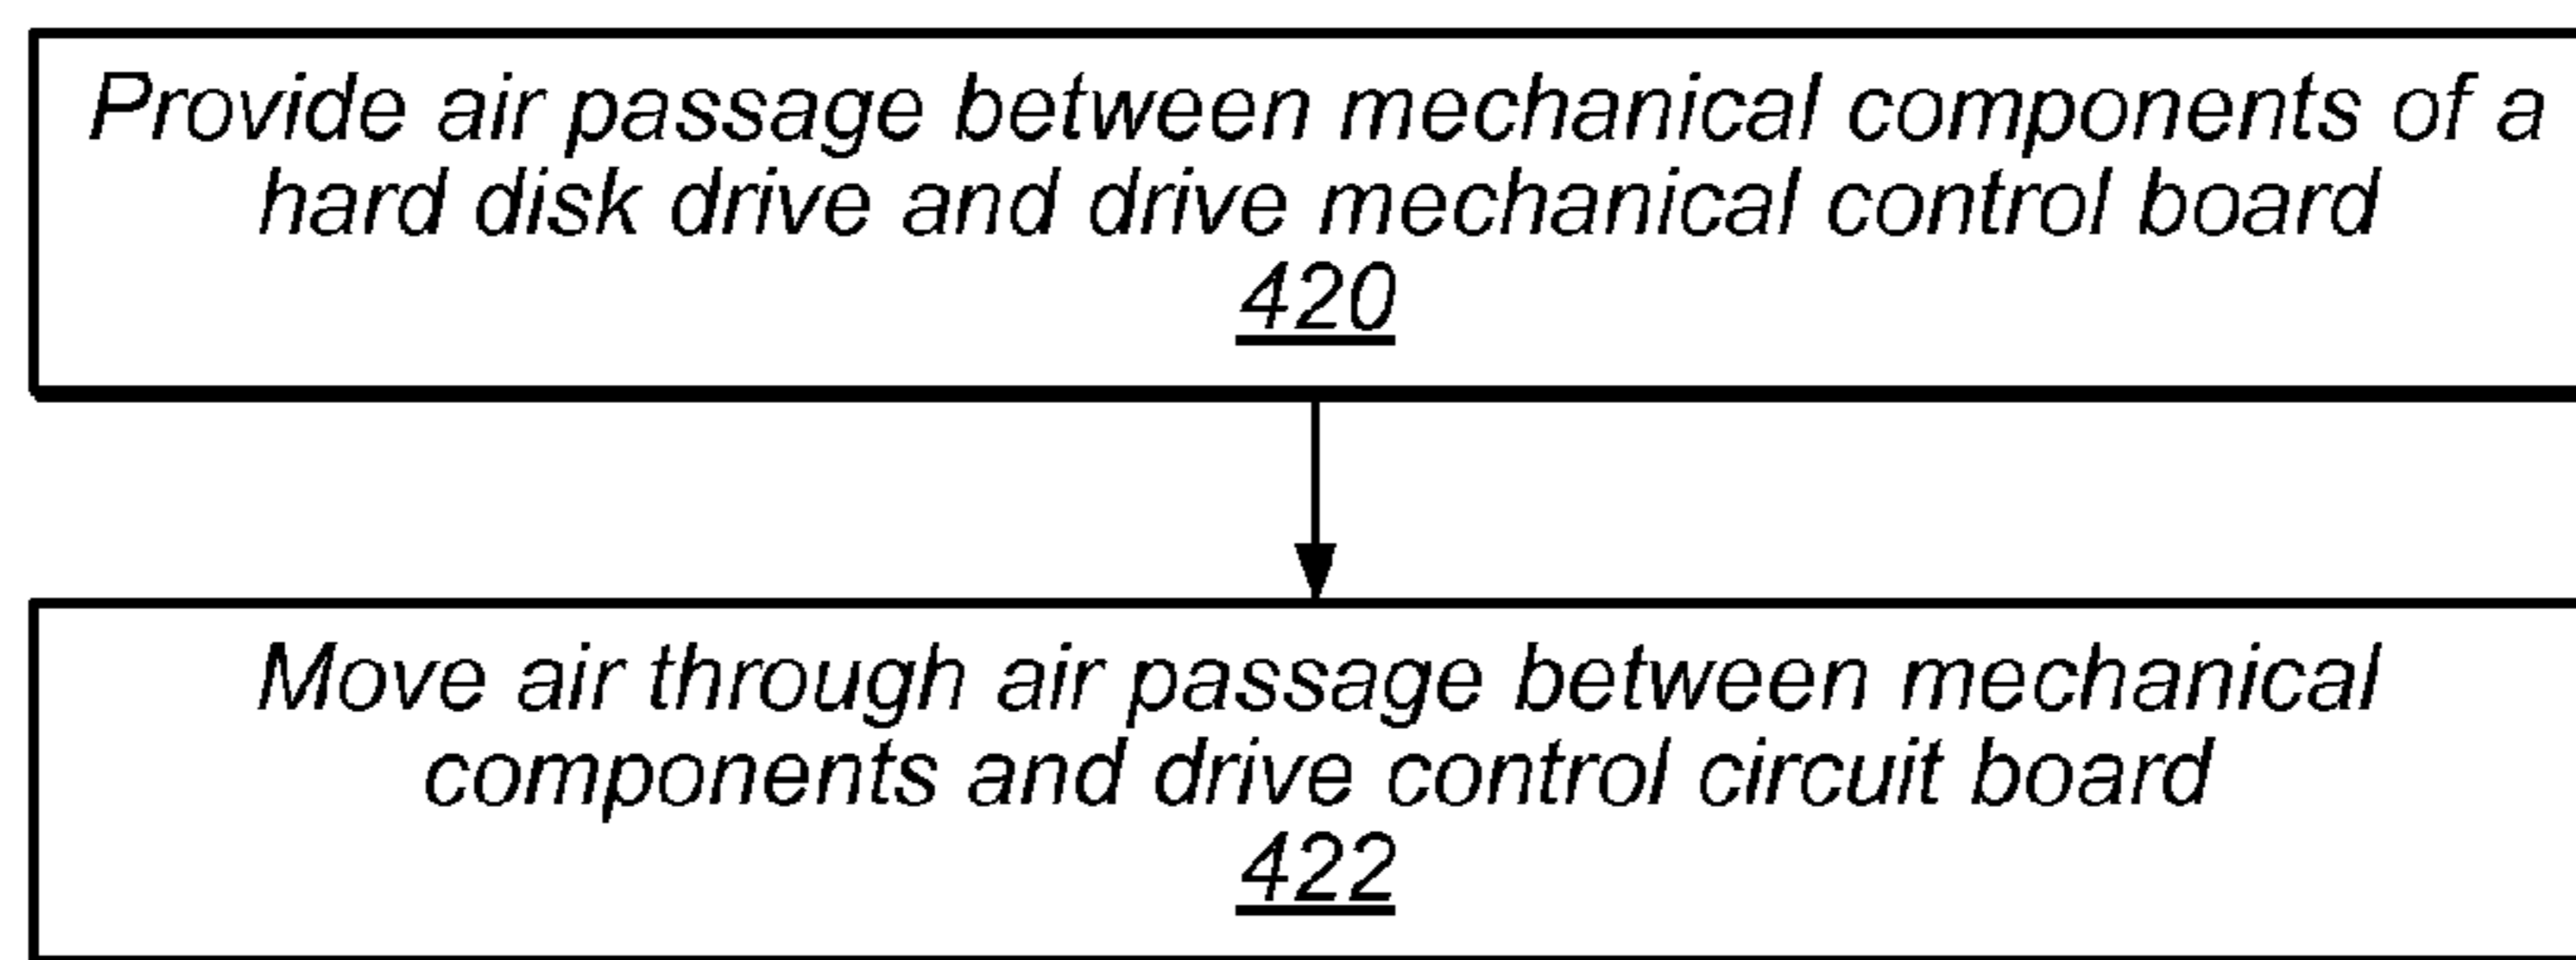 Provide air passage between mechanical components of a
hard disk drive and drive mechanical control board
420
Move air through air passage between mechanical
components and drive control circuit board
422